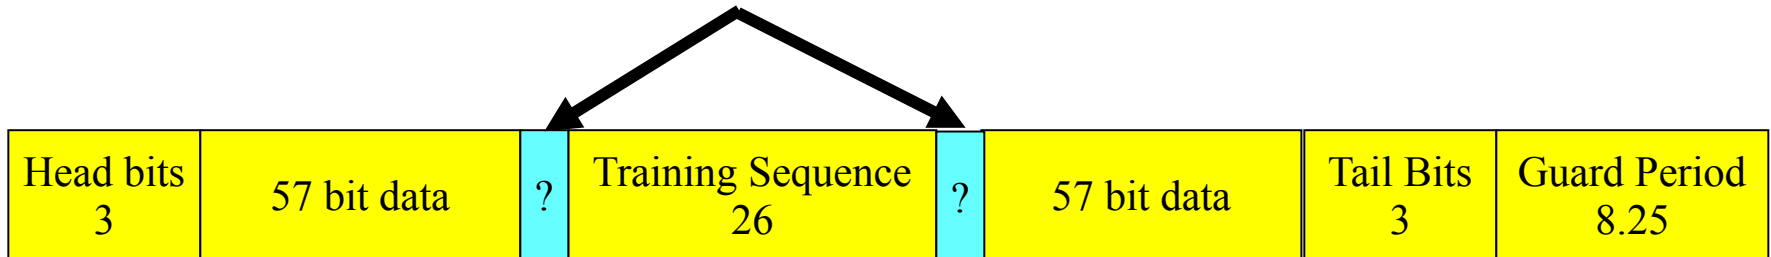 Head bits
3
57 bit data
?
Training Sequence
26
?
57 bit data
Tail Bits
3
Guard Period
8.25